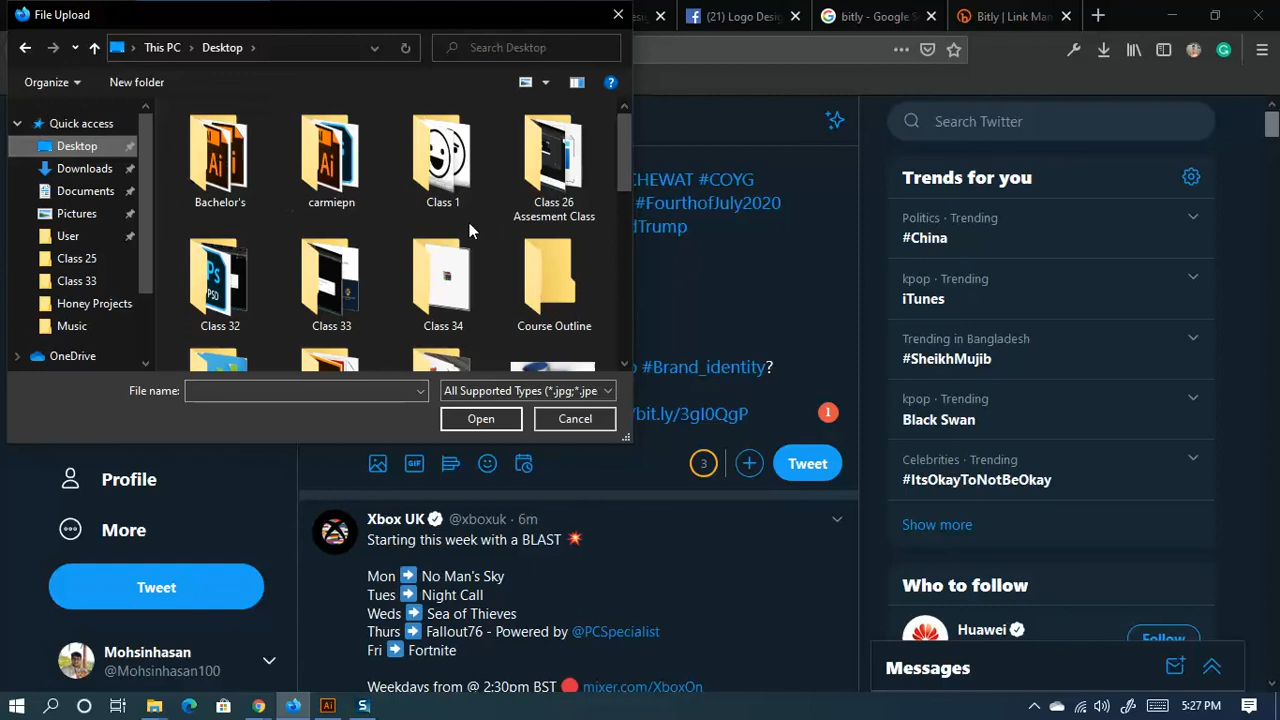 File Upload
(21) Logo Desig
bitly - Google Se
Bitly | Link Man
This PC
Desktop
Search Desktop
Organize
New folder
Quick access
Desktop
Downloads
Documents
Pictures
User
Class 25
Class 33
Honey Projects
Music
OneDrive
Bachelor's
carmiepn
Class 1
Class 26
Assesment Class
Class 32
Class 33
Class 34
Course Outline
File name:
All Supported Types (*.jpg;*.jpe
Open
Cancel
CHEWAT #COYG
#FourthofJuly2020
dTrump
#Brand_identity?
/bit.ly/3gI0QgP
3
Tweet
Profile
More
Tweet
Mohsinhasan
@Mohsinhasan100
Xbox UK @xboxuk · 6m
Starting this week with a BLAST
Mon No Man's Sky
Tues Night Call
Weds Sea of Thieves
Thurs Fallout76 - Powered by @PCSpecialist
Fri Fortnite
Weekdays from @ 2:30pm BST mixer.com/XboxOn
Search Twitter
Trends for you
Politics · Trending
#China
kpop · Trending
iTunes
Trending in Bangladesh
#SheikhMujib
kpop · Trending
Black Swan
Celebrities · Trending
#ItsOkayToNotBeOkay
Show more
Who to follow
Huawei
Follow
Messages
5:27 PM